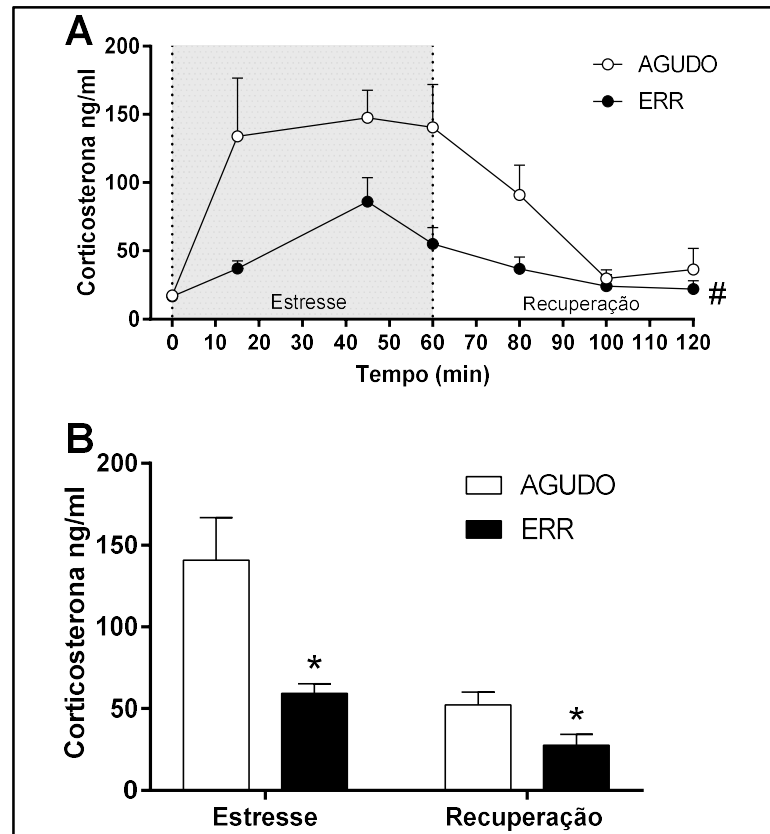 A
Corticosterona ng/ml
200
150
100
50
0
AGUDO
ERR
Estresse
Recuperação
#
0 10 20 30 40 50 60 70 80 90 100 110 120
Tempo (min)
B
Corticosterona ng/ml
200
150
100
50
0
AGUDO
ERR
*
*
Estresse Recuperação